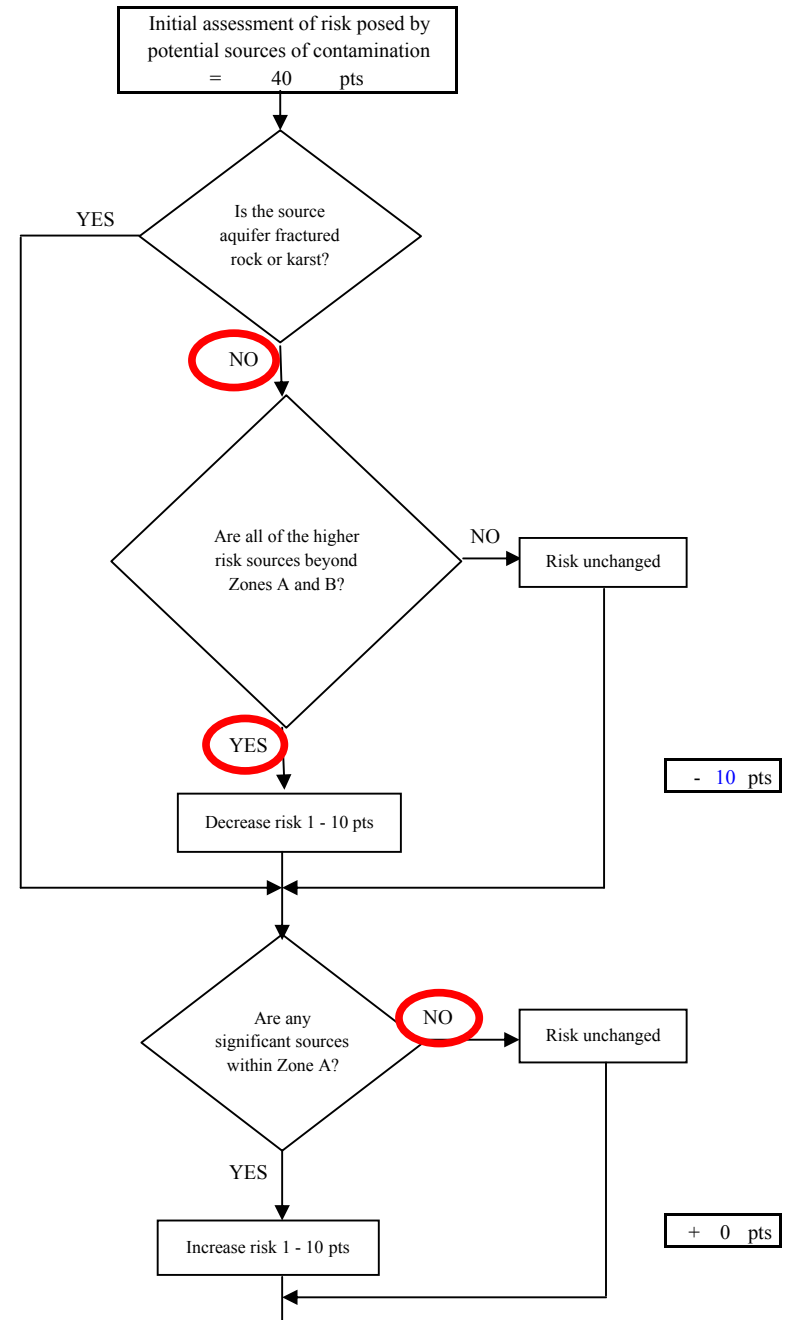 Initial assessment of risk posed by
potential sources of contamination
= 40 pts
YES
Is the source
aquifer fractured
rock or karst?
NO
Are all of the higher
risk sources beyond
Zones A and B?
NO
Risk unchanged
YES
- 10 pts
Decrease risk 1 - 10 pts
Are any
significant sources
within Zone A?
NO
Risk unchanged
YES
+ 0 pts
Increase risk 1 - 10 pts